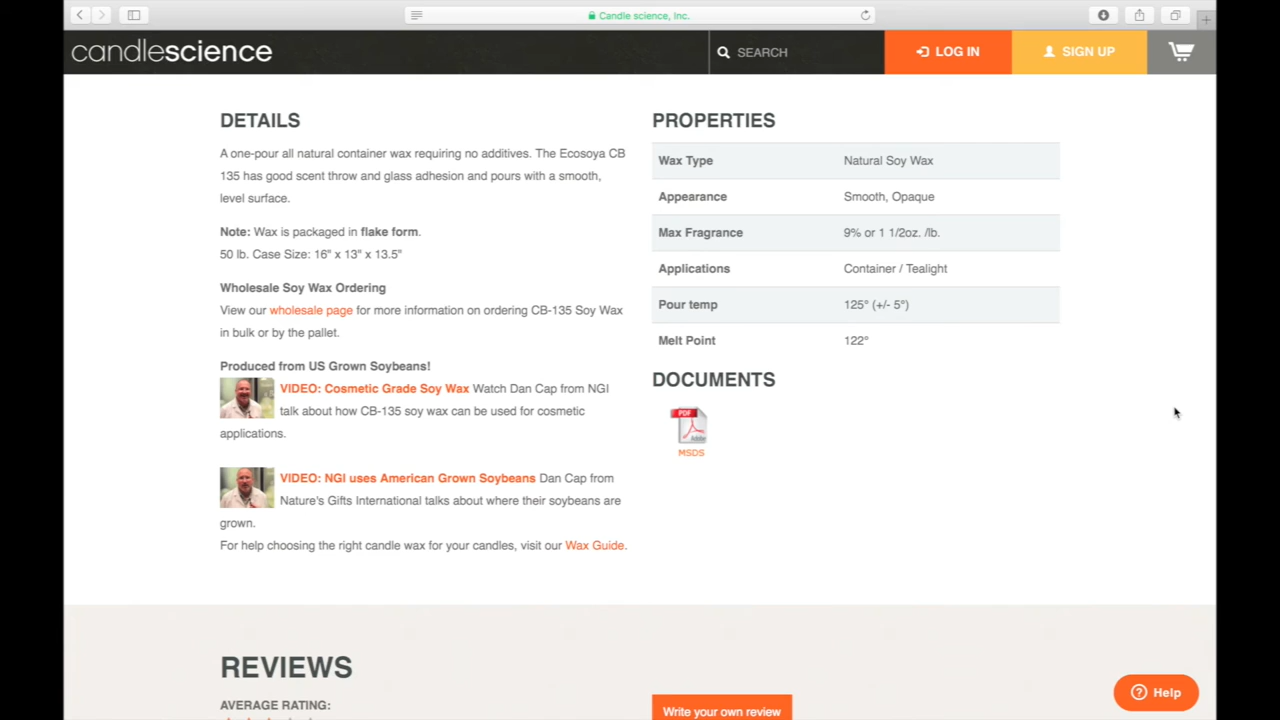 Candle science, Inc.
candlescience
SEARCH
LOG IN
SIGN UP
DETAILS
A one-pour all natural container wax requiring no additives. The Ecosoya CB
135 has good scent throw and glass adhesion and pours with a smooth,
level surface.
Note: Wax is packaged in flake form.
50 lb. Case Size: 16" x 13" x 13.5"
Wholesale Soy Wax Ordering
View our wholesale page for more information on ordering CB-135 Soy Wax
in bulk or by the pallet.
Produced from US Grown Soybeans!
VIDEO: Cosmetic Grade Soy Wax Watch Dan Cap from NGI
talk about how CB-135 soy wax can be used for cosmetic
applications.
VIDEO: NGI uses American Grown Soybeans Dan Cap from
Nature's Gifts International talks about where their soybeans are
grown.
For help choosing the right candle wax for your candles, visit our Wax Guide.
PROPERTIES
Wax Type Natural Soy Wax
Appearance Smooth, Opaque
Max Fragrance 9% or 1 1/2oz. /lb.
Applications Container / Tealight
Pour temp 125° (+/- 5°)
Melt Point 122°
DOCUMENTS
PDF
Adobe
MSDS
REVIEWS
AVERAGE RATING:
Write your own review
Help